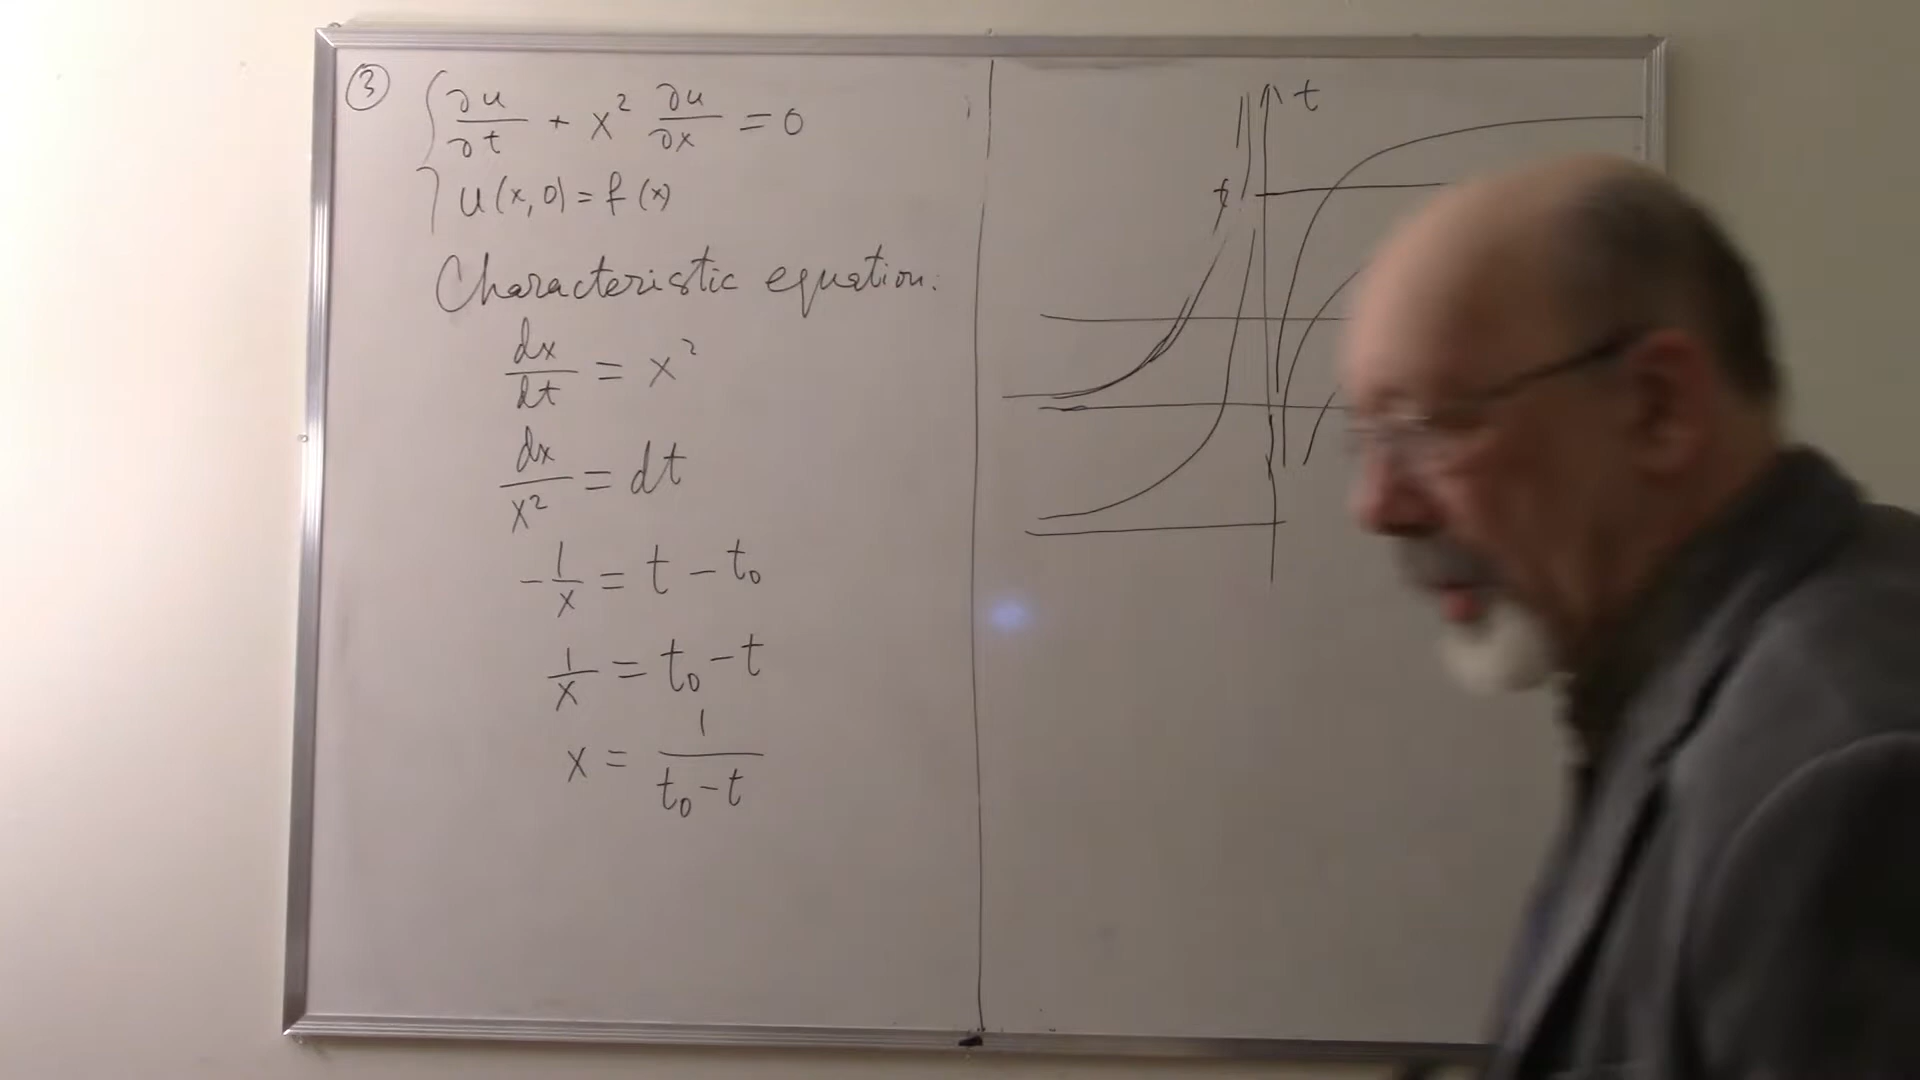 ③ ∂u/∂t + x² ∂u/∂x = 0
u(x,0) = f(x)
Characteristic equation.
dx/dt = x²
dx/x² = dt
-1/x = t - t₀
1/x = t₀ - t
x = 1/(t₀ - t)
t